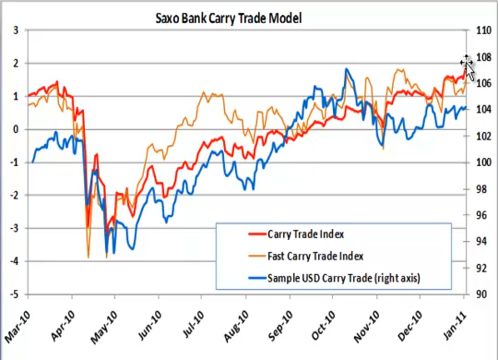 Saxo Bank Carry Trade Model
3
2
1
0
-1
-2
-3
-4
-5
110
108
106
104
102
100
98
96
94
92
90
Carry Trade Index
Fast Carry Trade Index
Sample USD Carry Trade (right axis)
Mar-10
Apr-10
May-10
Jun-10
Jul-10
Aug-10
Sep-10
Oct-10
Nov-10
Dec-10
Jan-11